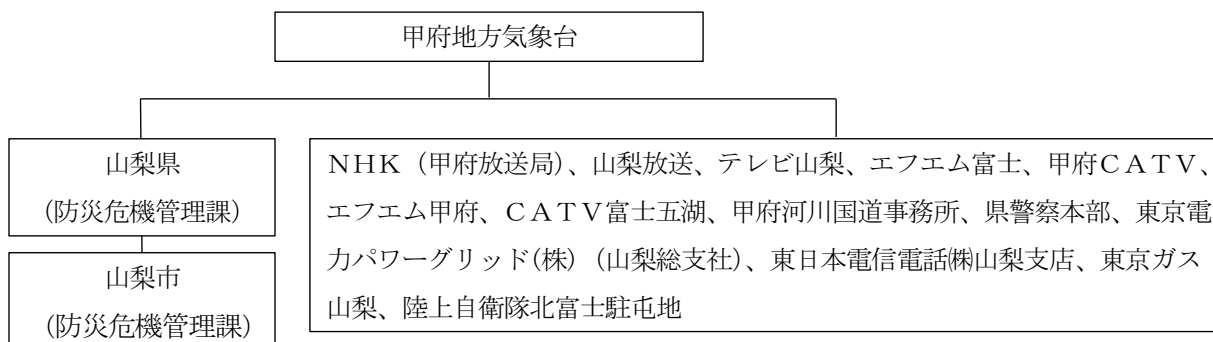 甲府地方気象台
山梨県
(防災危機管理課)
山梨市
(防災危機管理課)
NHK (甲府放送局)、山梨放送、テレビ山梨、エフエム富士、甲府CATV、
エフエム甲府、CATV富士五湖、甲府河川国道事務所、県警察本部、東京電
力パワーグリッド(株) (山梨総支社)、東日本電信電話㈱山梨支店、東京ガス
山梨、陸上自衛隊北富士駐屯地